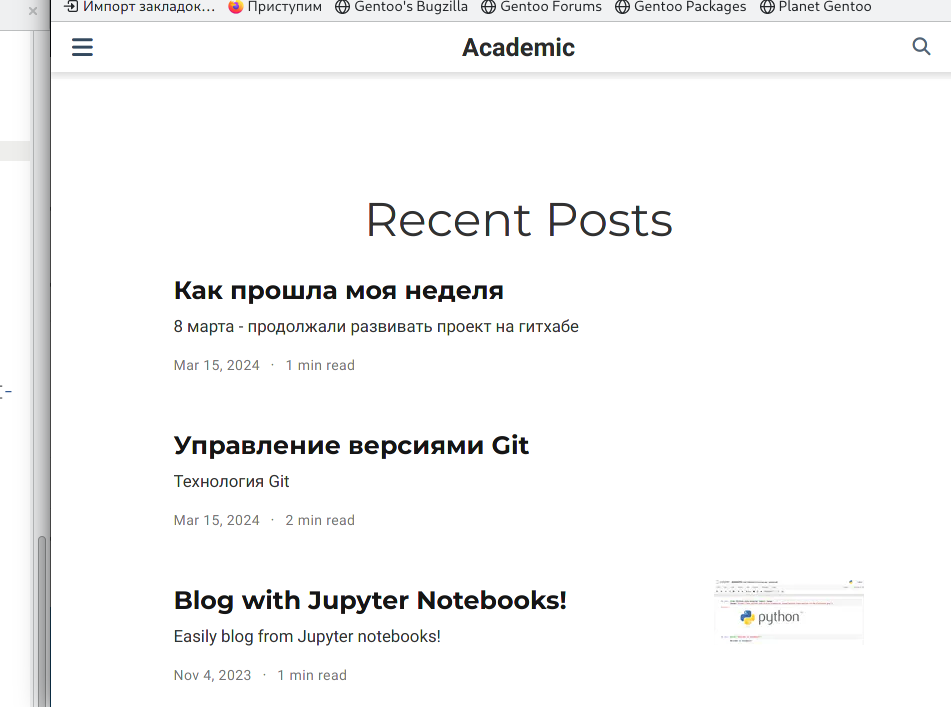 Импорт закладок... Приступим Gentoo's Bugzilla Gentoo Forums Gentoo Packages Planet Gentoo
Academic
Recent Posts
Как прошла моя неделя
8 марта - продолжали развивать проект на гитхабе
Mar 15, 2024 · 1 min read
Управление версиями Git
Технология Git
Mar 15, 2024 · 2 min read
Blog with Jupyter Notebooks!
Easily blog from Jupyter notebooks!
python
Nov 4, 2023 · 1 min read